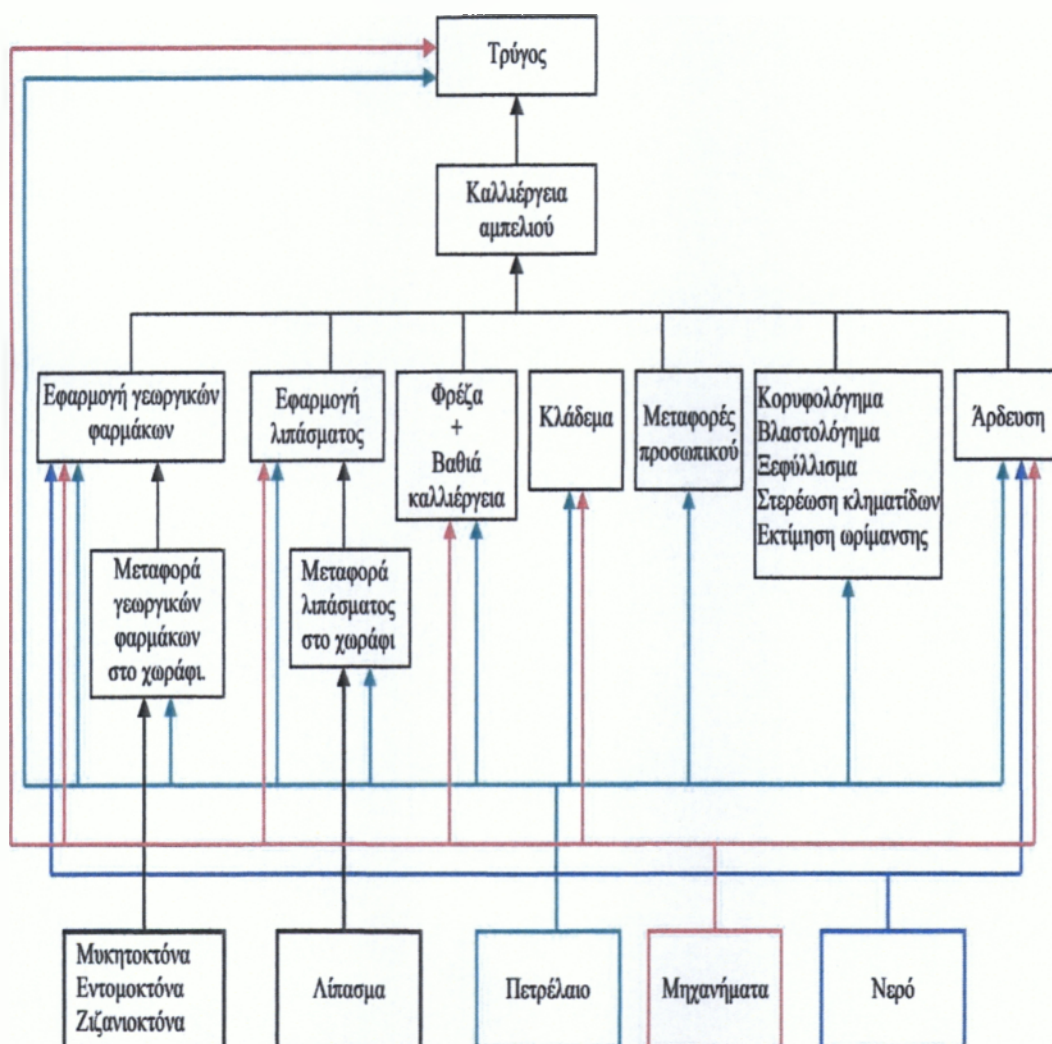 Τρύγος
Καλλιέργεια
αμπελιού
Εφαρμογή γεωργικών
φαρμάκων
Εφαρμογή
λιπάσματος
Φρέζα
+
Βαθιά
καλλιέργεια
Κλάδεμα
Μεταφορές
προσωπικού
Κορυφολόγημα
Βλαστολόγημα
Ξεφύλλισμα
Στερέωση κληματίδων
Εκτίμηση ωρίμανσης
Άρδευση
Μεταφορά
γεωργικών
φαρμάκων
στο χωράφι.
Μεταφορά
λιπάσματος
στο χωράφι
Μυκητοκτόνα
Εντομοκτόνα
Ζιζανιοκτόνα
Λίπασμα
Πετρέλαιο
Μηχανήματα
Νερό